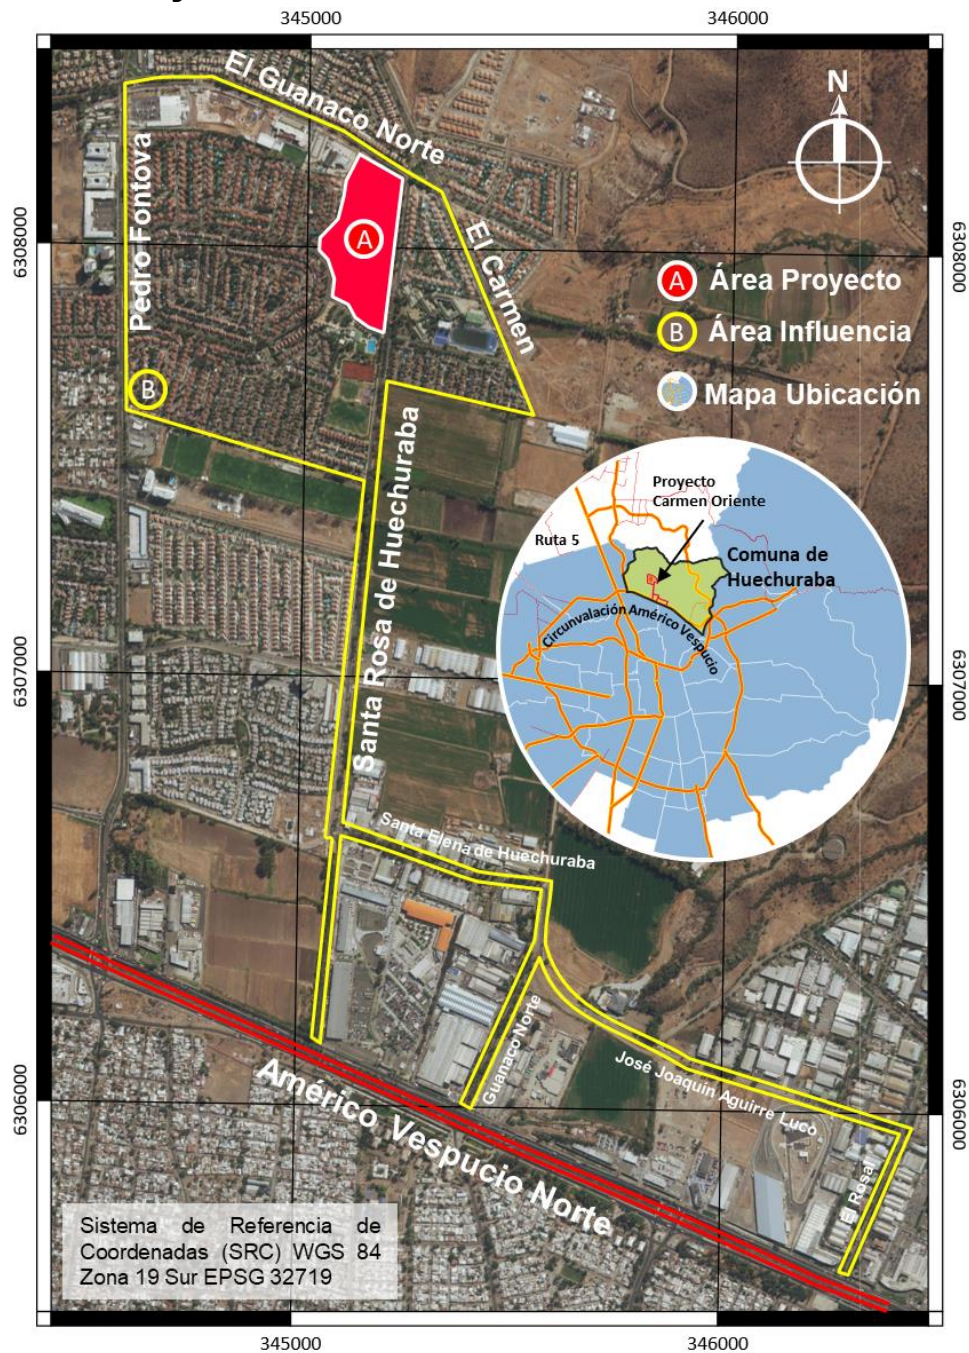 345000
346000
El Guanaco Norte
N
Pedro Fontova
6308000
6308000
A
El Carmen
A Área Proyecto
B Área Influencia
B
Mapa Ubicación
Santa Rosa de Huechuraba
Proyecto
Carmen Oriente
Ruta 5
Comuna de
Huechuraba
Circunvalación Américo Vespucio
6307000
6307000
Santa Elena de Huechuraba
Guanaco Norte
José Joaquín Aguirre Luco
6306000
6306000
Américo Vespucio Norte
El Rosal
Sistema de Referencia de
Coordenadas (SRC) WGS 84
Zona 19 Sur EPSG 32719
345000
346000